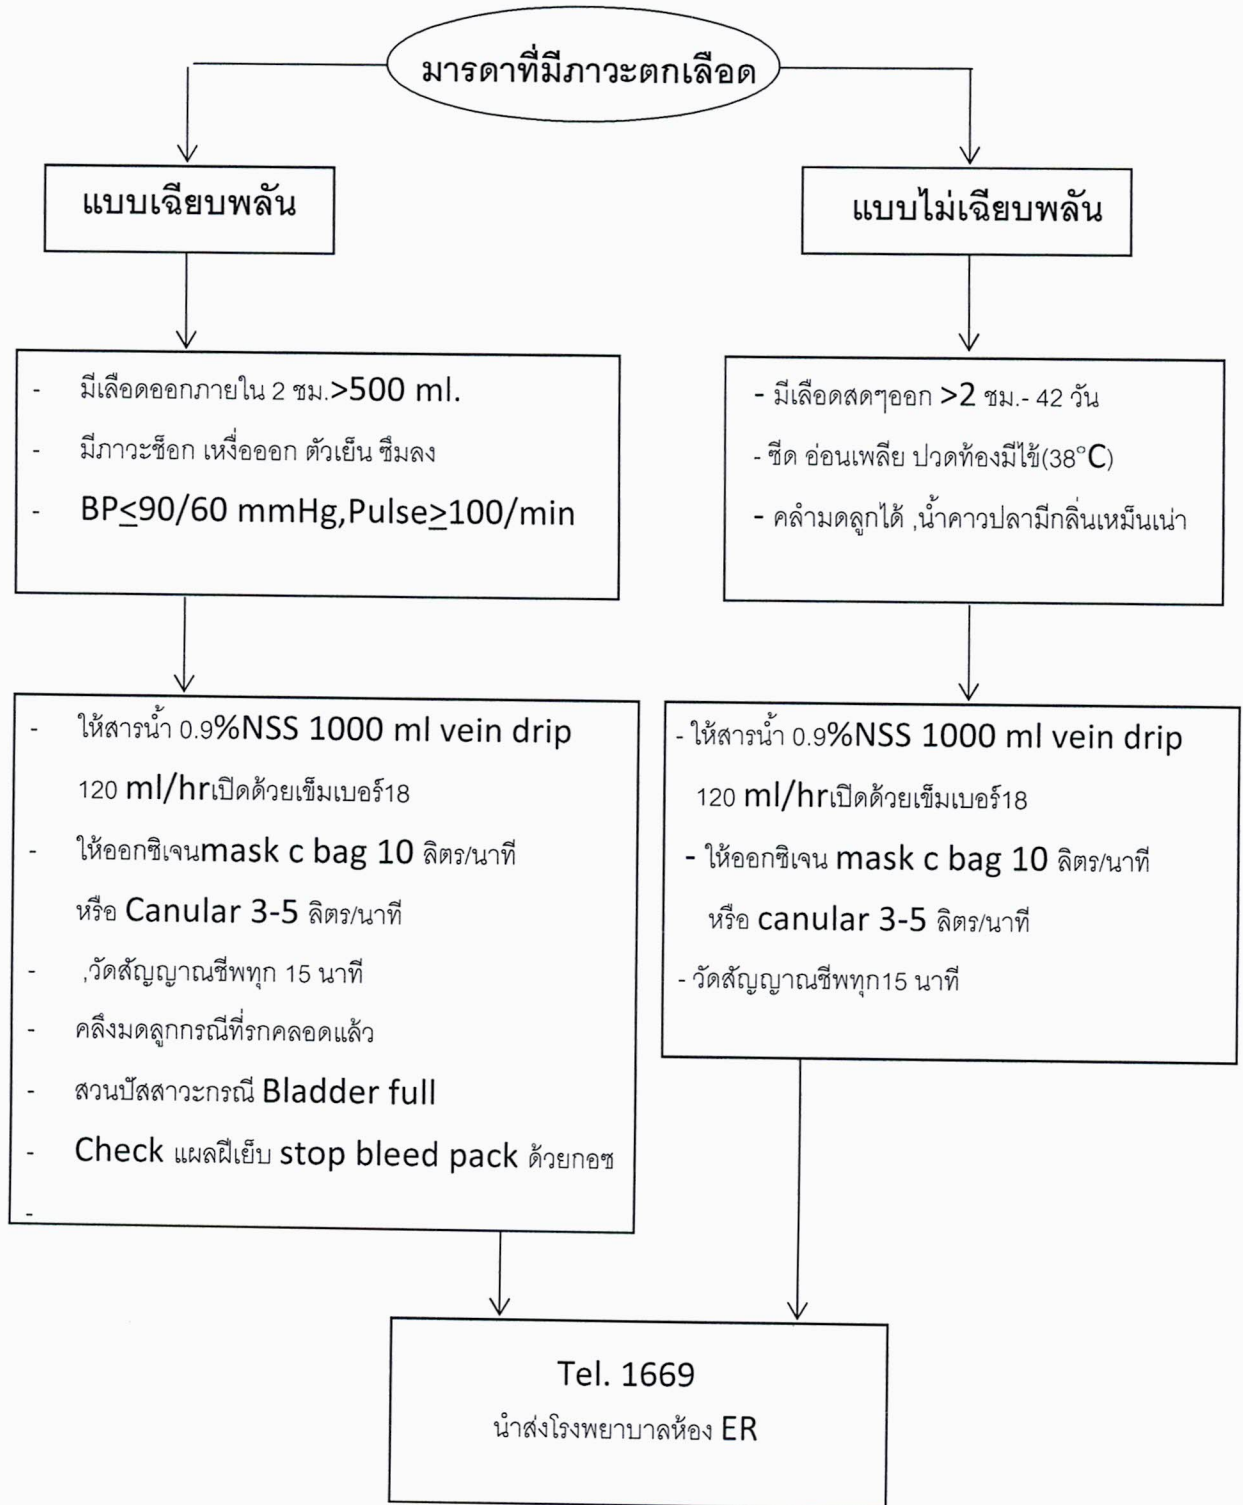 มารดาที่มีภาวะตกเลือด
แบบเฉียบพลัน
- มีเลือดออกภายใน 2 ชม.>500 ml.
- มีภาวะช็อก เหงื่อออก ตัวเย็น ซึมลง
- BP≤90/60 mmHg,Pulse≥100/min
- ให้สารน้ำ 0.9%NSS 1000 ml vein drip
120 ml/hrเปิดด้วยเข็มเบอร์18
- ให้ออกซิเจนmask c bag 10 ลิตร/นาที
หรือ Canular 3-5 ลิตร/นาที
- ,วัดสัญญาณชีพทุก 15 นาที
- คลึงมดลูกกรณีที่รกคลอดแล้ว
- สวนปัสสาวะกรณี Bladder full
- Check แผลฝีเย็บ stop bleed pack ด้วยกอซ
-
แบบไม่เฉียบพลัน
- มีเลือดสดๆออก >2 ชม.- 42 วัน
- ซีด อ่อนเพลีย ปวดท้องมีไข้(38°C)
- คลำมดลูกได้ ,น้ำคาวปลามีกลิ่นเหม็นเน่า
- ให้สารน้ำ 0.9%NSS 1000 ml vein drip
120 ml/hrเปิดด้วยเข็มเบอร์18
- ให้ออกซิเจน mask c bag 10 ลิตร/นาที
หรือ canular 3-5 ลิตร/นาที
- วัดสัญญาณชีพทุก15 นาที
Tel. 1669
นำส่งโรงพยาบาลห้อง ER